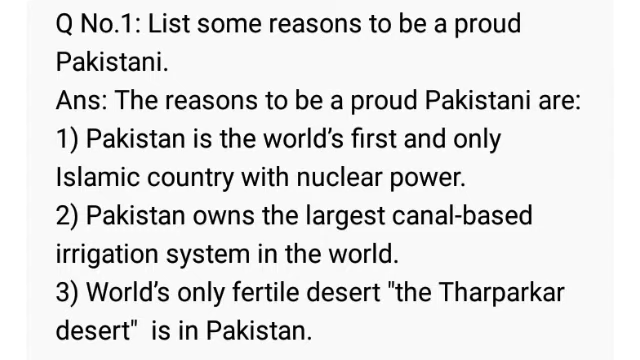 Q No.1: List some reasons to be a proud
Pakistani.
Ans: The reasons to be a proud Pakistani are:
1) Pakistan is the world’s first and only
Islamic country with nuclear power.
2) Pakistan owns the largest canal-based
irrigation system in the world.
3) World’s only fertile desert "the Tharparkar
desert"  is in Pakistan.